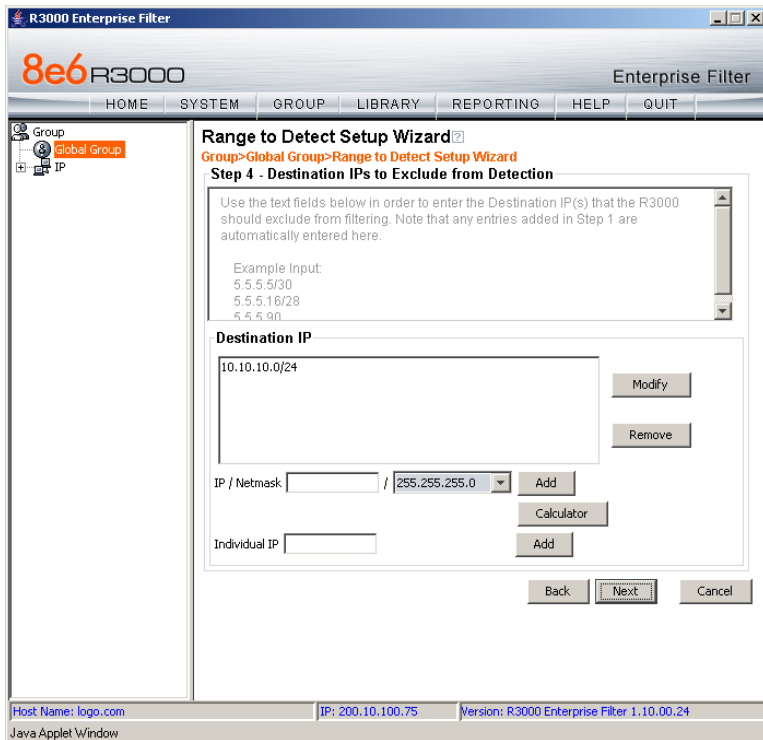 R3000 Enterprise Filter
8e6 R3000
Enterprise Filter
HOME SYSTEM GROUP LIBRARY REPORTING HELP QUIT
Group
Global Group
IP
Range to Detect Setup Wizard ?
Group>Global Group>Range to Detect Setup Wizard
Step 4 - Destination IPs to Exclude from Detection
Use the text fields below in order to enter the Destination IP(s) that the R3000
should exclude from filtering. Note that any entries added in Step 1 are
automatically entered here.
Example Input:
5.5.5.5/30
5.5.5.16/28
5.5.5.90
Destination IP
10.10.10.0/24
Modify
Remove
IP / Netmask / 255.255.255.0 Add
Calculator
Individual IP Add
Back Next Cancel
Host Name: logo.com IP: 200.10.100.75 Version: R3000 Enterprise Filter 1.10.00.24
Java Applet Window